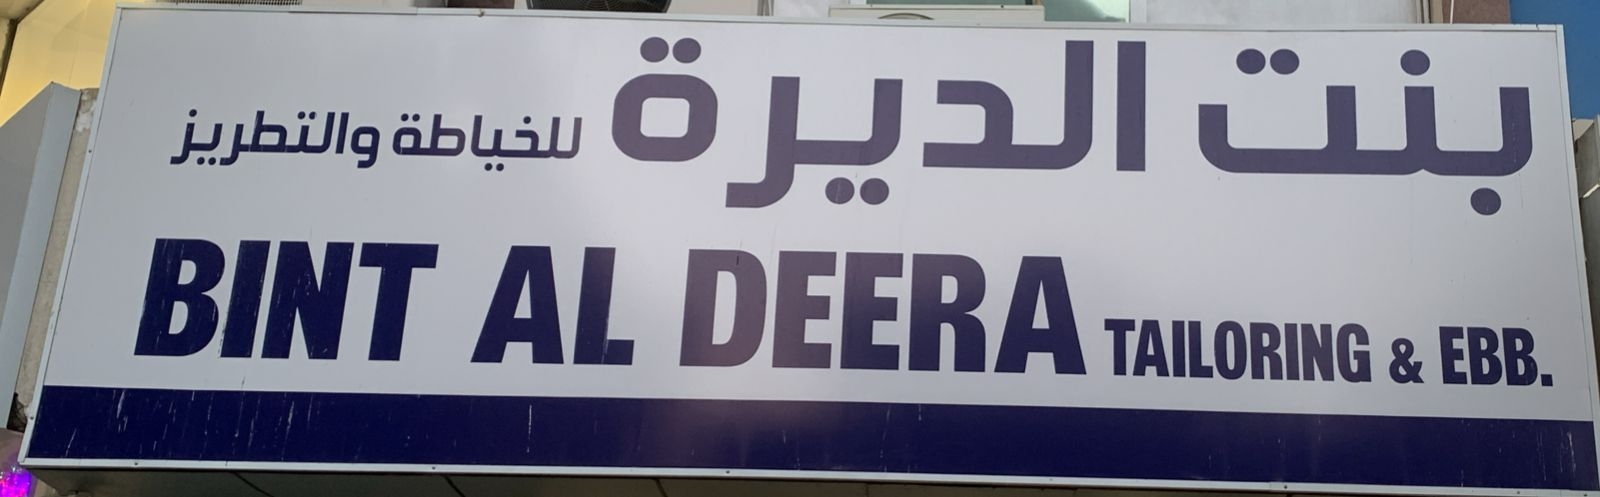 بنت الديرة للخياطة والتطريز
BINT AL DEERA TAILORING & EBB.